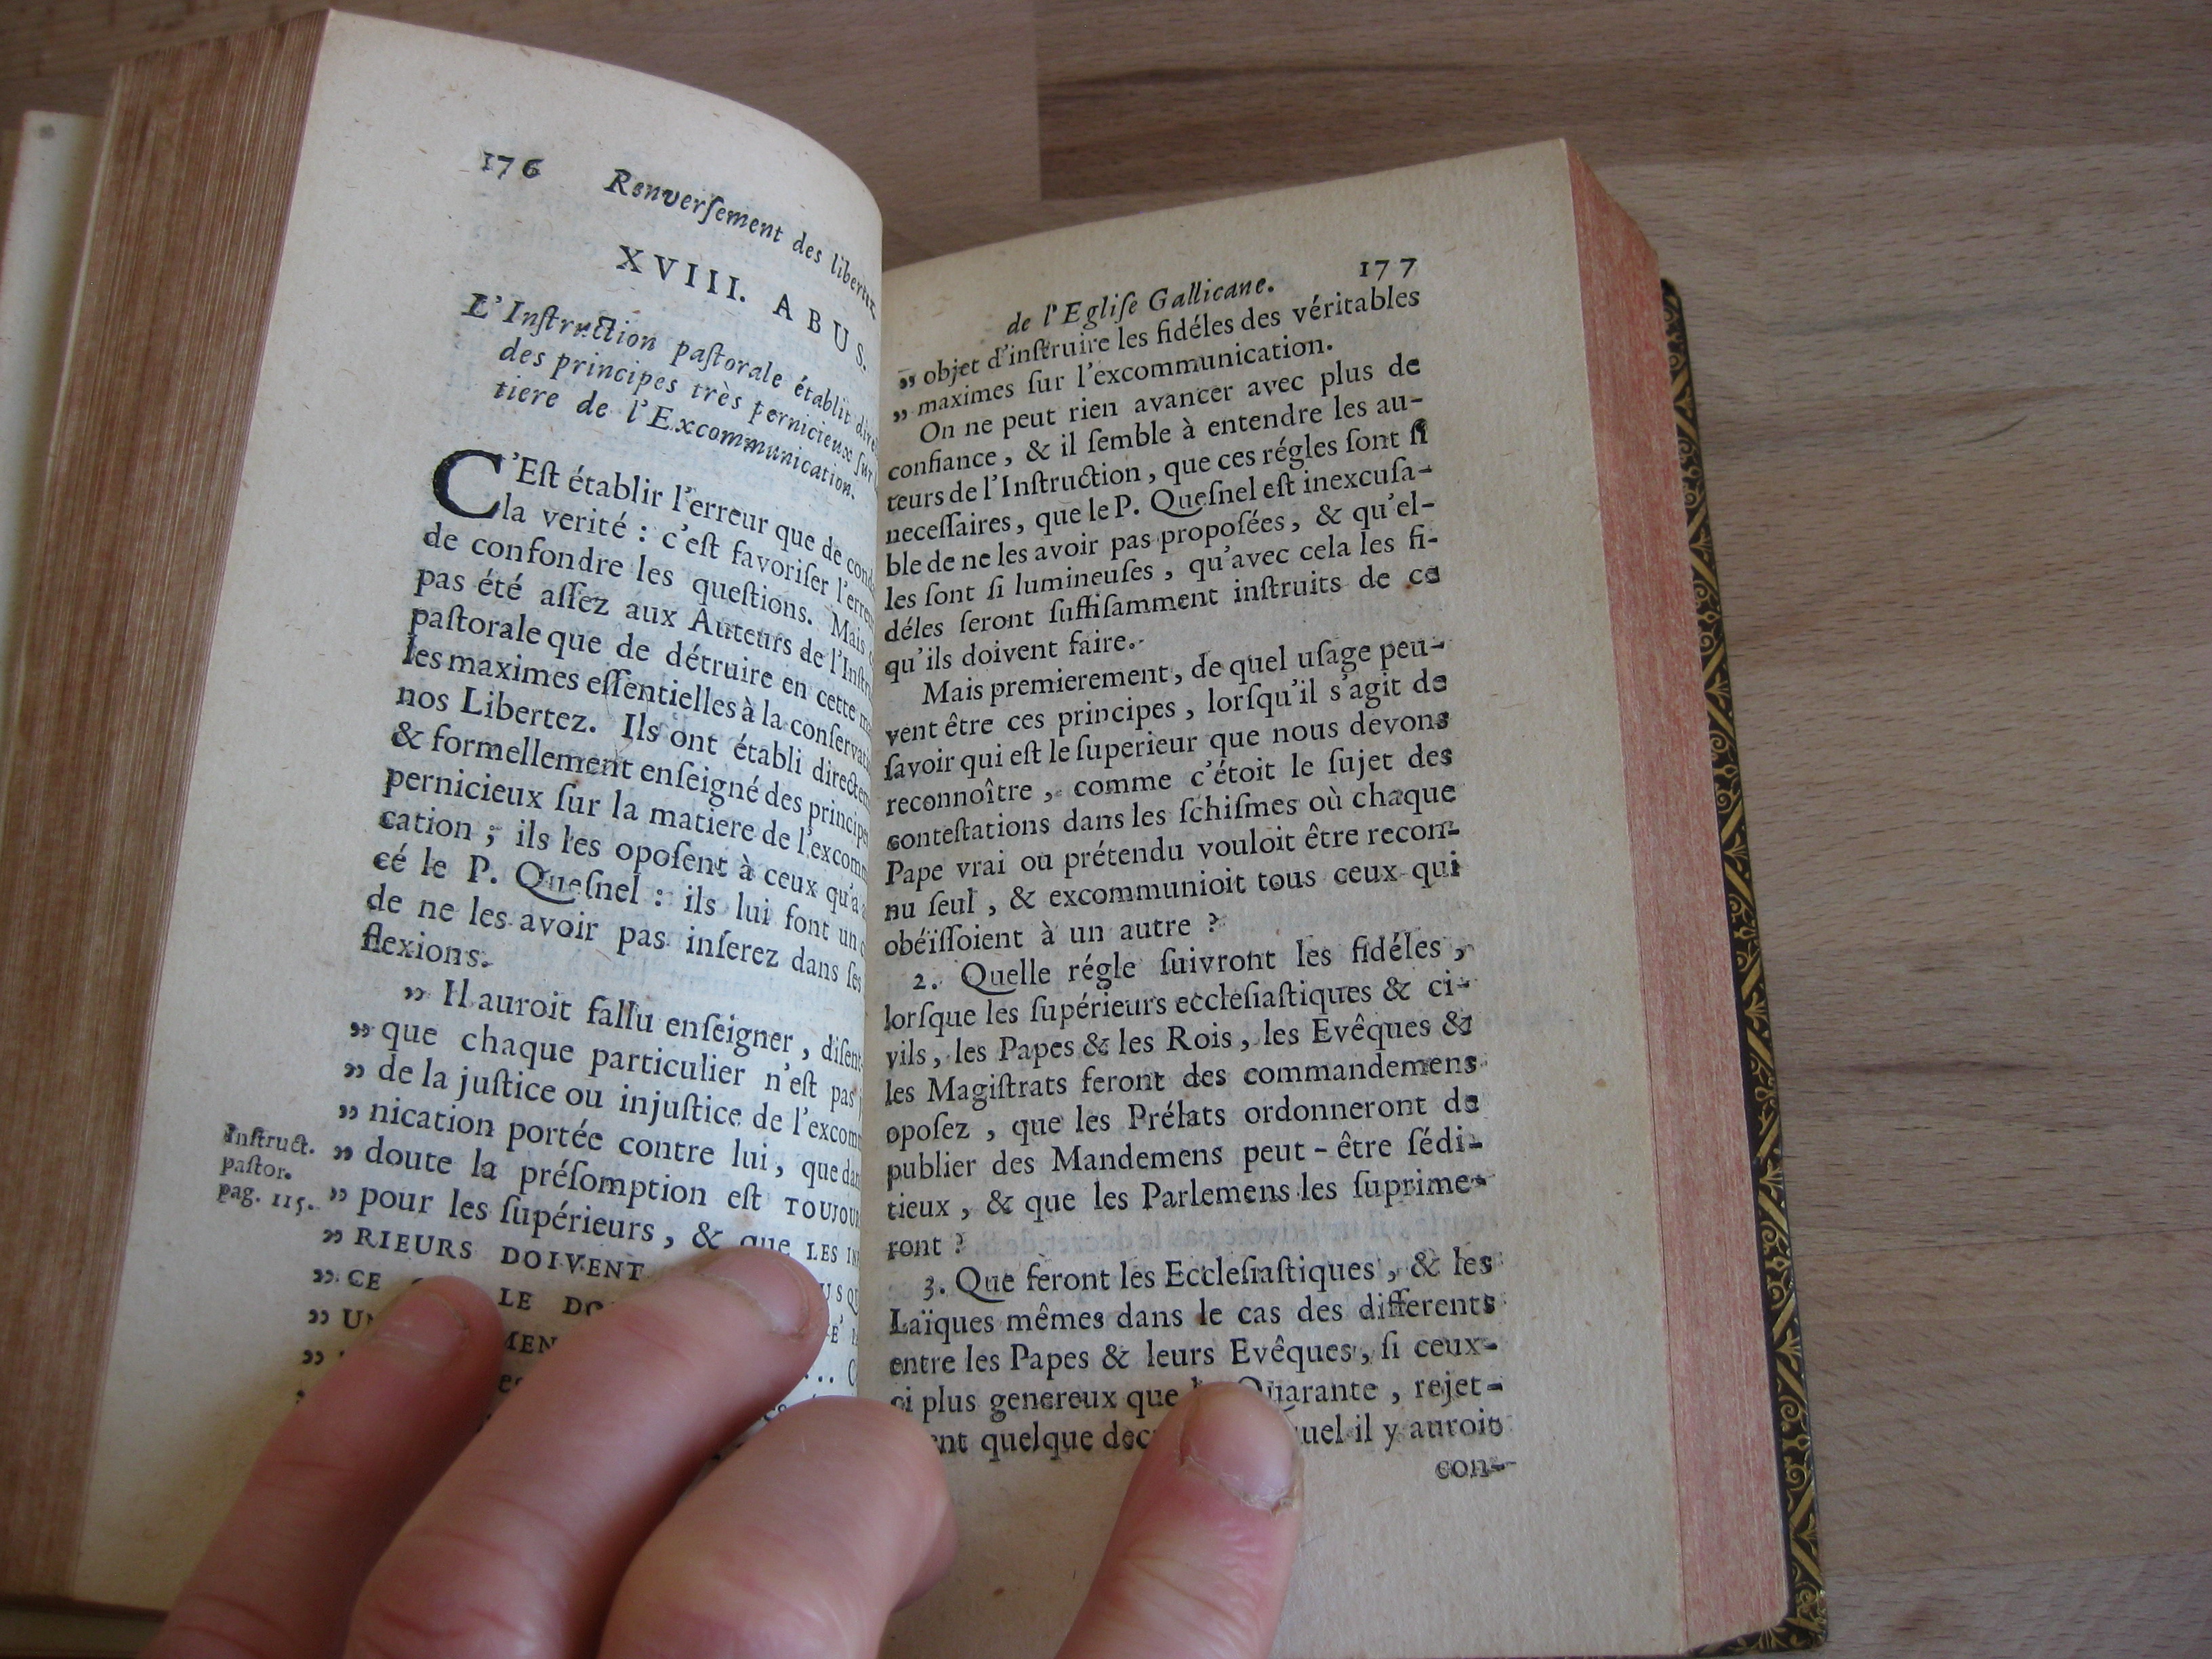 176 Renversement des libertez
XVIII. ABUS.
L'Instruction pastorale établit
des principes très pernicieux sur
tiere de l'Excommunication.
C'Est établir l'erreur que de
la verité : c'est favoriser
de confondre les questions. Mais
pas été assez aux Auteurs de
pastorale que de détruire en cette
les maximes essentielles à la
nos Libertez. Ils ont établi
& formellement enseigné des
pernicieux sur la matiere de
cation ; ils les oposent à ceux qu'a
cé le P. Quesnel : ils lui font un
de ne les avoir pas inserez dans ses
flexions.
” Il auroit fallu enseigner, disent
” que chaque particulier n'est pas
” de la justice ou injustice de
” nication portée contre lui, que
” doute la présomption est
” pour les supérieurs, & que LES
” RIEURS DOIVENT
” CE LE
”
”
Instruct.
pastor.
pag. 115.
de l'Eglise Gallicane. 177
” objet d'instruire les fidéles des véritables
” maximes sur l'excommunication.
On ne peut rien avancer avec plus de
confiance, & il semble à entendre les au-
teurs de l'Instruction, que ces régles sont si
necessaires, que le P. Quesnel est inexcusa-
ble de ne les avoir pas proposées, & qu'el-
les sont si lumineuses, qu'avec cela les fi-
déles seront suffisamment instruits de ce
qu'ils doivent faire.
Mais premierement, de quel usage peu-
vent être ces principes, lorsqu'il s'agit de
savoir qui est le superieur que nous devons
reconnoître, comme c'étoit le sujet des
contestations dans les schismes où chaque
Pape vrai ou prétendu vouloit être recon-
nu seul, & excommunioit tous ceux qui
obéïssoient à un autre ?
2. Quelle régle suivront les fidéles,
lorsque les supérieurs ecclesiastiques & ci-
vils, les Papes & les Rois, les Evêques &
les Magistrats feront des commandemens
oposez, que les Prélats ordonneront de
publier des Mandemens peut-être sédi-
tieux, & que les Parlemens les suprime-
ront ?
3. Que feront les Ecclesiastiques, & les
Laïques mêmes dans le cas des differents
entre les Papes & leurs Evêques, si ceux-
ci plus genereux que Quarante, rejet-
quelque il y auroit
con-